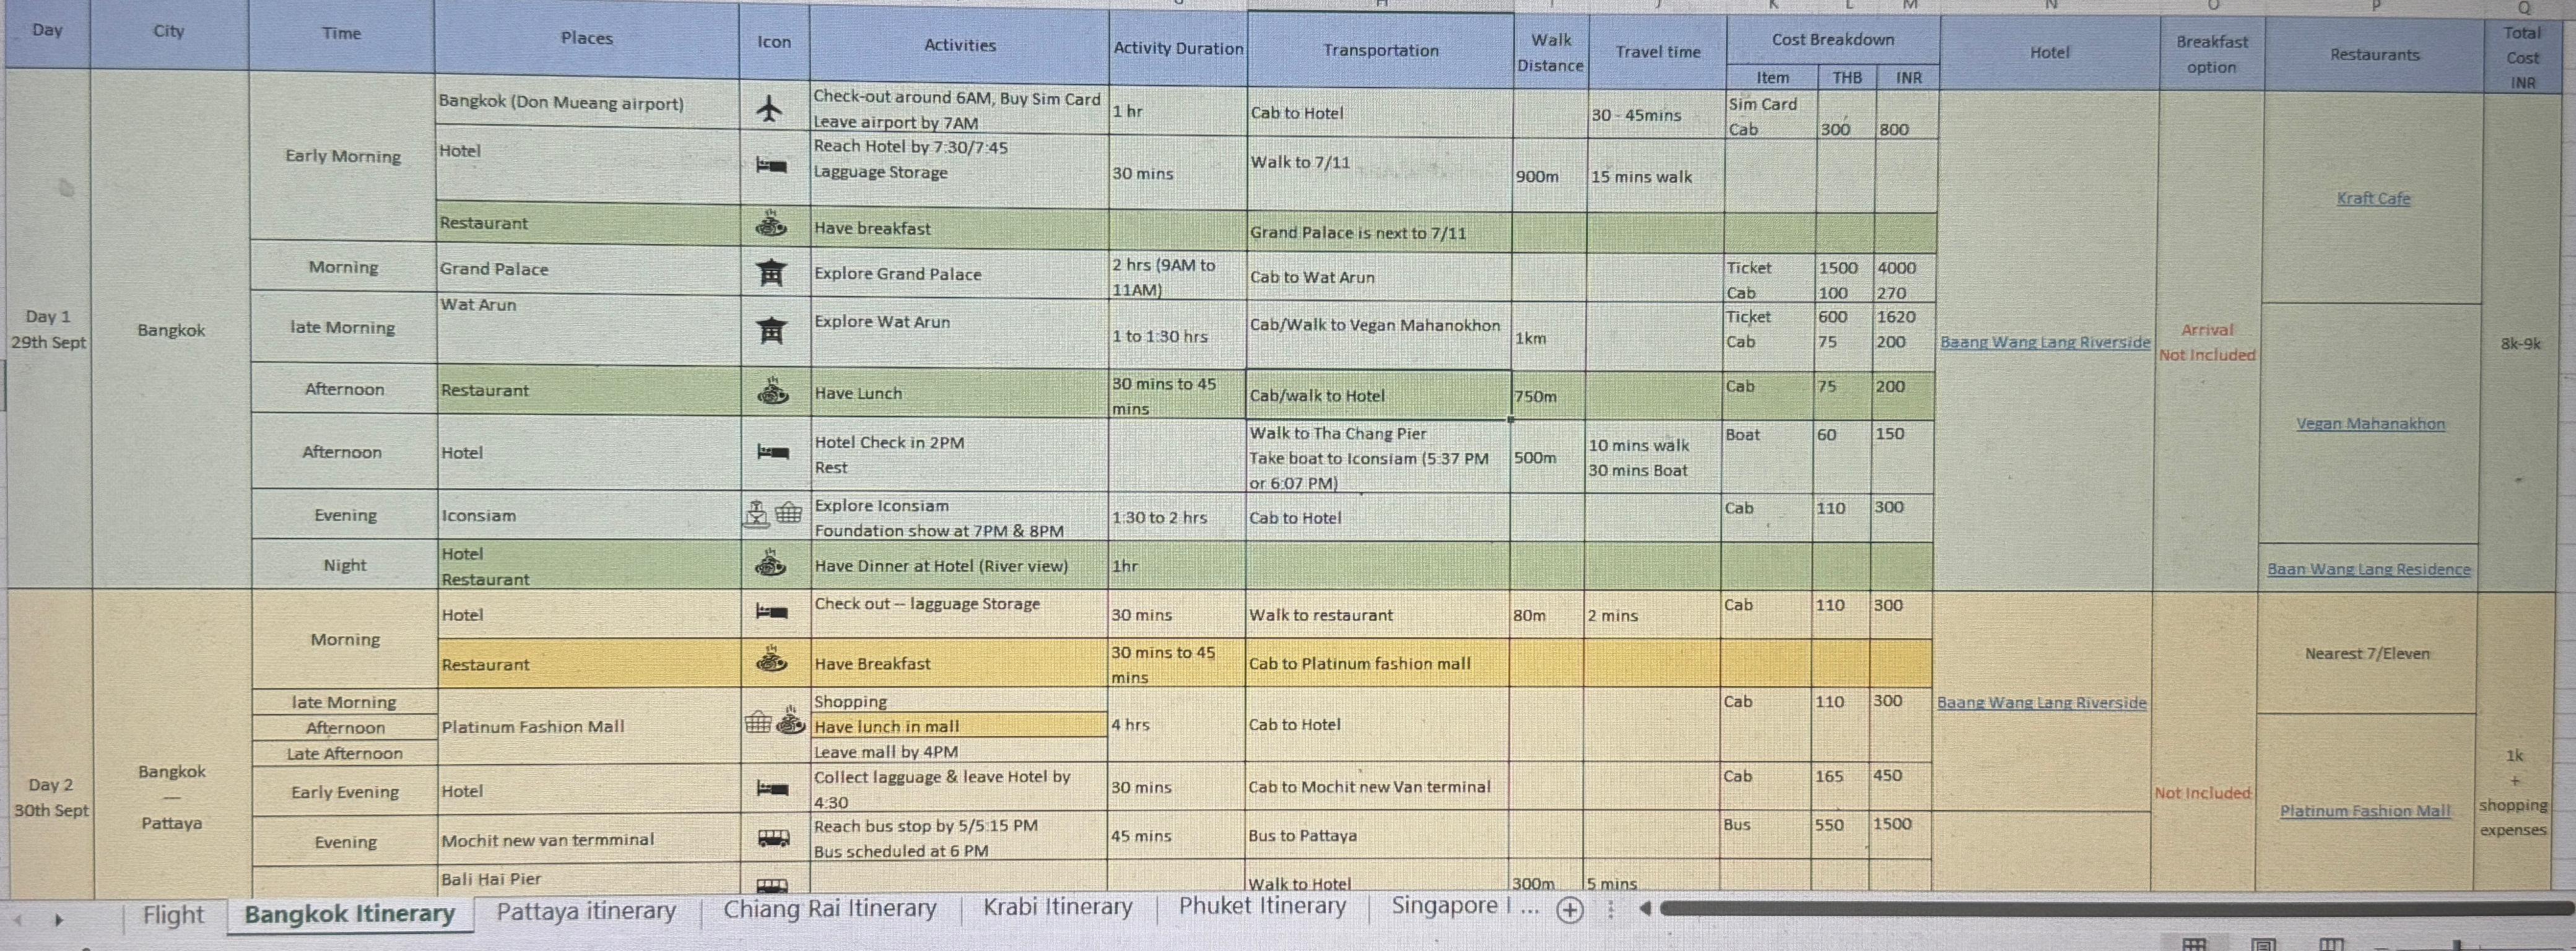 K L M N O P Q
Day City Time Places Icon Activities Activity Duration Transportation Walk Distance Travel time Cost Breakdown Hotel Breakfast option Restaurants Total Cost INR
Item THB INR
Day 1
29th Sept
Bangkok
Early Morning
Bangkok (Don Mueang airport)
Check-out around 6AM, Buy Sim Card
Leave airport by 7AM
1 hr
Cab to Hotel
30 - 45mins
Sim Card
Cab 300 800
Hotel
Reach Hotel by 7:30/7:45
Lagguage Storage
30 mins
Walk to 7/11
900m
15 mins walk
Restaurant
Have breakfast
Grand Palace is next to 7/11
Kraft Cafe
Morning
Grand Palace
Explore Grand Palace
2 hrs (9AM to
11AM)
Cab to Wat Arun
Ticket 1500 4000
Cab 100 270
late Morning
Wat Arun
Explore Wat Arun
1 to 1:30 hrs
Cab/Walk to Vegan Mahanokhon
1km
Ticket 600 1620
Cab 75 200
Baang Wang Lang Riverside
Arrival
Not Included
8k-9k
Afternoon
Restaurant
Have Lunch
30 mins to 45
mins
Cab/walk to Hotel
750m
Cab 75 200
Vegan Mahanakhon
Afternoon
Hotel
Hotel Check in 2PM
Rest
Walk to Tha Chang Pier
Take boat to Iconsiam (5:37 PM
or 6:07 PM)
500m
10 mins walk
30 mins Boat
Boat 60 150
Evening
Iconsiam
Explore Iconsiam
Foundation show at 7PM & 8PM
1:30 to 2 hrs
Cab to Hotel
Cab 110 300
Night
Hotel
Restaurant
Have Dinner at Hotel (River view)
1hr
Baan Wang Lang Residence
Day 2
30th Sept
Bangkok
—
Pattaya
Morning
Hotel
Check out – lagguage Storage
30 mins
Walk to restaurant
80m
2 mins
Cab 110 300
Restaurant
Have Breakfast
30 mins to 45
mins
Cab to Platinum fashion mall
Nearest 7/Eleven
late Morning
Afternoon
Late Afternoon
Platinum Fashion Mall
Shopping
Have lunch in mall
Leave mall by 4PM
4 hrs
Cab to Hotel
Cab 110 300
Baang Wang Lang Riverside
Early Evening
Hotel
Collect lagguage & leave Hotel by
4:30
30 mins
Cab to Mochit new Van terminal
Cab 165 450
Not Included
Platinum Fashion Mall
1k
+
shopping
expenses
Evening
Mochit new van termminal
Reach bus stop by 5/5:15 PM
Bus scheduled at 6 PM
45 mins
Bus to Pattaya
Bus 550 1500
Bali Hai Pier
Walk to Hotel
300m
5 mins
Flight Bangkok Itinerary Pattaya itinerary Chiang Rai Itinerary Krabi Itinerary Phuket Itinerary Singapore I ...